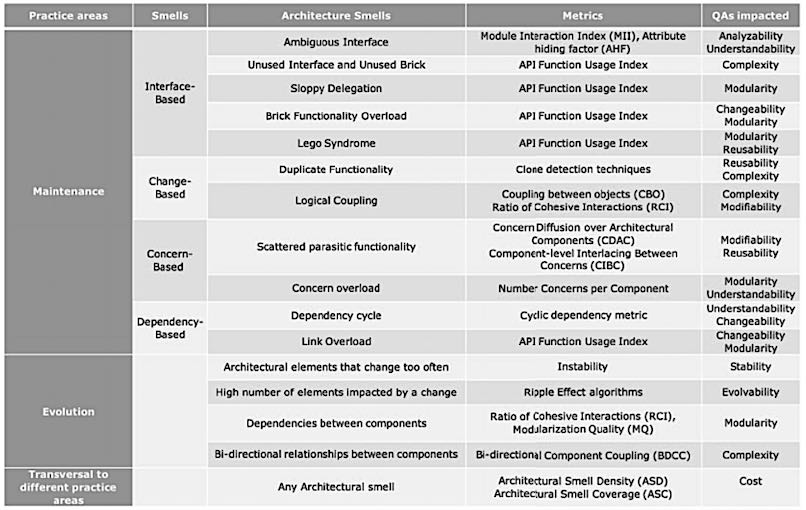 Practice areas Smells Architecture Smells Metrics QAs impacted
Maintenance
Interface-
Based
Ambiguous Interface
Module Interaction Index (MII), Attribute
hiding factor (AHF)
Analyzability
Understandability
Unused Interface and Unused Brick API Function Usage Index Complexity
Sloppy Delegation API Function Usage Index Modularity
Brick Functionality Overload API Function Usage Index
Changeability
Modularity
Lego Syndrome API Function Usage Index
Modularity
Reusability
Change-
Based
Duplicate Functionality Clone detection techniques
Reusability
Complexity
Logical Coupling
Coupling between objects (CBO)
Ratio of Cohesive Interactions (RCI)
Complexity
Modifiability
Concern-
Based
Scattered parasitic functionality
Concern Diffusion over Architectural
Components (CDAC)
Component-level Interlacing Between
Concerns (CIBC)
Modifiability
Reusability
Concern overload Number Concerns per Component
Modularity
Understandability
Dependency-
Based
Dependency cycle Cyclic dependency metric
Understandability
Changeability
Link Overload API Function Usage Index
Changeability
Modularity
Evolution
Architectural elements that change too often Instability Stability
High number of elements impacted by a change Ripple Effect algorithms Evolvability
Dependencies between components
Ratio of Cohesive Interactions (RCI),
Modularization Quality (MQ)
Modularity
Bi-directional relationships between components Bi-directional Component Coupling (BDCC) Complexity
Transversal to
different practice
areas
Any Architectural smell
Architectural Smell Density (ASD)
Architectural Smell Coverage (ASC)
Cost